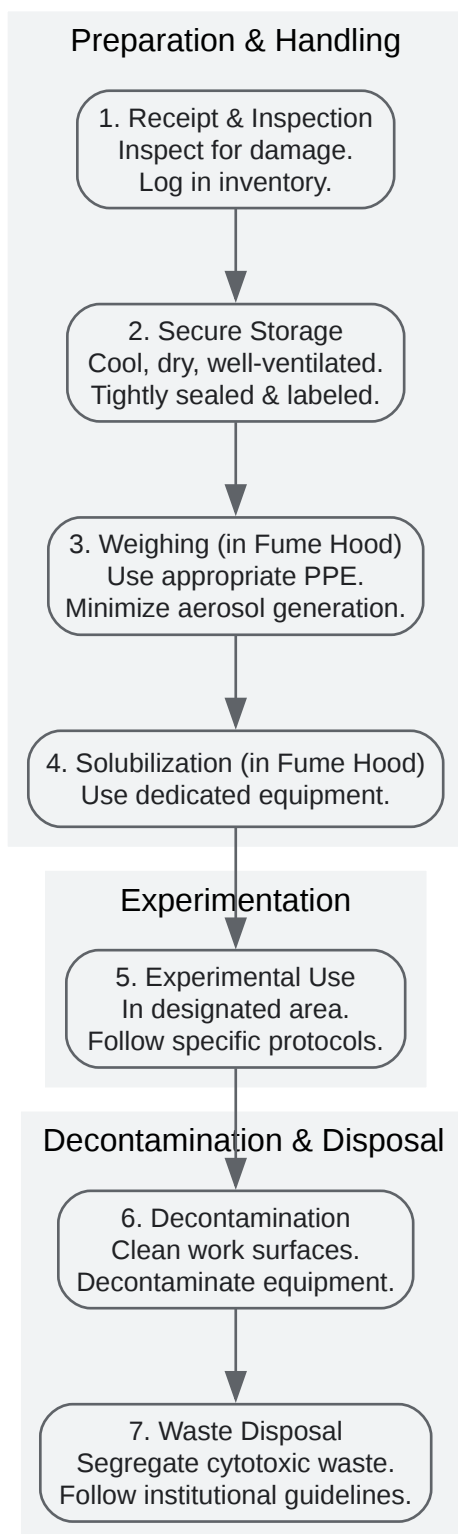 Preparation & Handling
1. Receipt & Inspection
Inspect for damage.
Log in inventory.
2. Secure Storage
Cool, dry, well-ventilated.
Tightly sealed & labeled.
3. Weighing (in Fume Hood)
Use appropriate PPE.
Minimize aerosol generation.
4. Solubilization (in Fume Hood)
Use dedicated equipment.
Experimentation
5. Experimental Use
In designated area.
Follow specific protocols.
Decontamination & Disposal
6. Decontamination
Clean work surfaces.
Decontaminate equipment.
7. Waste Disposal
Segregate cytotoxic waste.
Follow institutional guidelines.